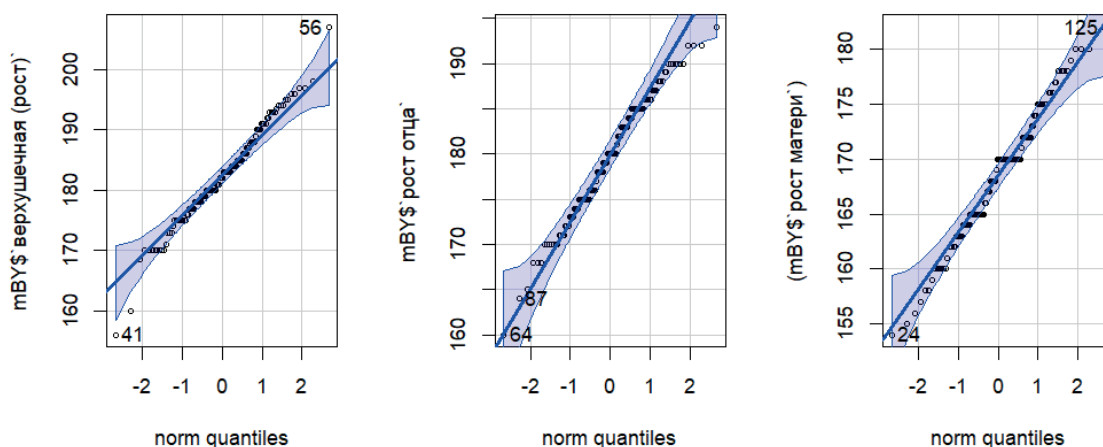 mBY$`верхушечная (рост)`
160 170 180 190 200
56
41
-2 -1 0 1 2
norm quantiles
mBY$`рост отца`
160 170 180 190
87
64
-2 -1 0 1 2
norm quantiles
(mBY$`рост матери`)
155 160 165 170 175 180
125
24
-2 -1 0 1 2
norm quantiles